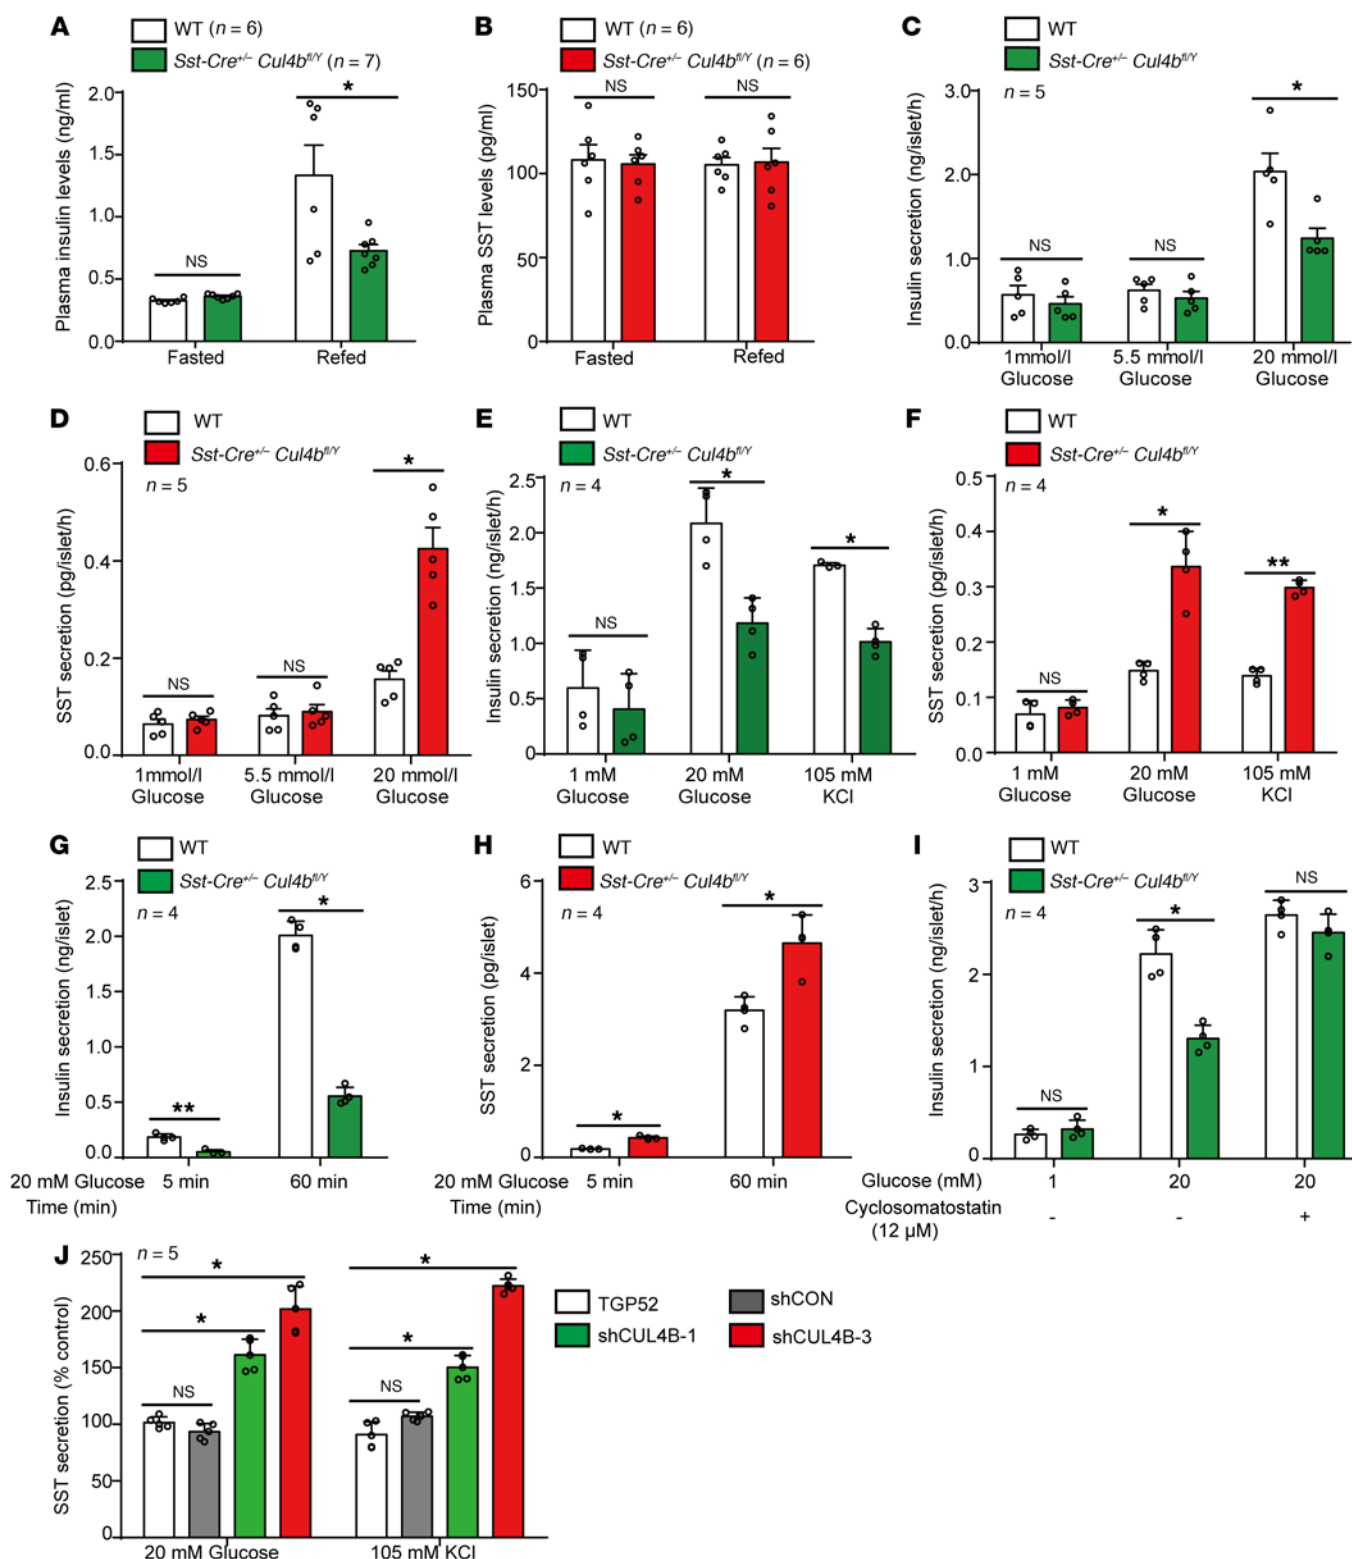 A
WT (n = 6)
Sst-Cre+/– Cul4bfl/Y (n = 7)
Plasma insulin levels (ng/ml)
2.0
1.5
1.0
0.5
0.0
NS
*
Fasted
Refed
B
WT (n = 6)
Sst-Cre+/– Cul4bfl/Y (n = 6)
Plasma SST levels (pg/ml)
150
100
50
0
NS
NS
Fasted
Refed
C
WT
Sst-Cre+/– Cul4bfl/Y
n = 5
Insulin secretion (ng/islet/h)
3.0
2.0
1.0
0.0
NS
NS
*
1mmol/l
Glucose
5.5 mmol/l
Glucose
20 mmol/l
Glucose
D
WT
Sst-Cre+/– Cul4bfl/Y
n = 5
SST secretion (pg/islet/h)
0.6
0.4
0.2
0.0
NS
NS
*
1mmol/l
Glucose
5.5 mmol/l
Glucose
20 mmol/l
Glucose
E
WT
Sst-Cre+/– Cul4bfl/Y
n = 4
Insulin secretion (ng/islet/h)
2.5
2.0
1.5
1.0
0.5
0
NS
*
*
1 mM
Glucose
20 mM
Glucose
105 mM
KCl
F
WT
Sst-Cre+/– Cul4bfl/Y
n = 4
SST secretion (pg/islet/h)
0.5
0.4
0.3
0.2
0.1
0.0
NS
*
**
1 mM
Glucose
20 mM
Glucose
105 mM
KCl
G
WT
Sst-Cre+/– Cul4bfl/Y
n = 4
Insulin secretion (ng/islet)
2.5
2.0
1.5
1.0
0.5
0.0
**
*
20 mM Glucose
Time (min)
5 min
60 min
H
WT
Sst-Cre+/– Cul4bfl/Y
n = 4
SST secretion (pg/islet)
6
4
2
0
*
*
20 mM Glucose
Time (min)
5 min
60 min
I
WT
Sst-Cre+/– Cul4bfl/Y
n = 4
Insulin secretion (ng/islet/h)
3
2
1
0
NS
*
NS
Glucose (mM)
1
20
20
Cyclosomatostatin
(12 μM)
-
-
+
J
n = 5
SST secretion (% control)
250
200
150
100
50
0
NS
*
*
NS
*
*
20 mM Glucose
105 mM KCl
TGP52
shCON
shCUL4B-1
shCUL4B-3